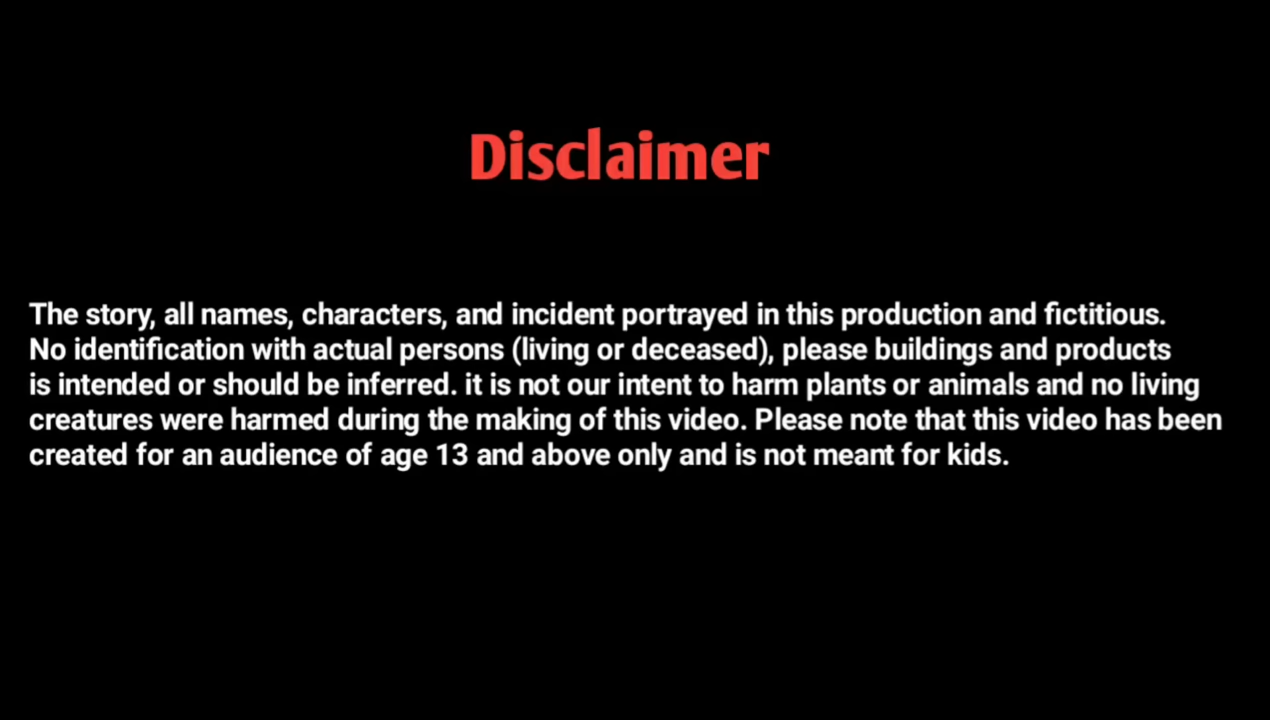 Disclaimer
The story, all names, characters, and incident portrayed in this production and fictitious.
No identification with actual persons (living or deceased), please buildings and products
is intended or should be inferred. it is not our intent to harm plants or animals and no living
creatures were harmed during the making of this video. Please note that this video has been
created for an audience of age 13 and above only and is not meant for kids.